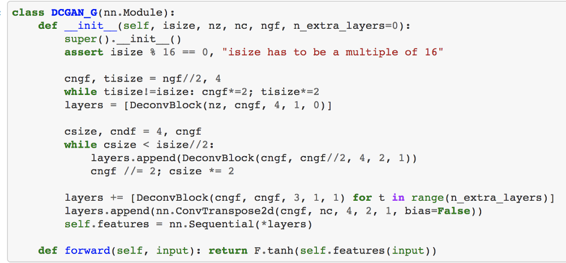 class DCGAN_G(nn.Module):
    def __init__(self, isize, nz, nc, ngf, n_extra_layers=0):
        super().__init__()
        assert isize % 16 == 0, "isize has to be a multiple of 16"

        cngf, tisize = ngf//2, 4
        while tisize!=isize: cngf*=2; tisize*=2
        layers = [DeconvBlock(nz, cngf, 4, 1, 0)]

        csize, cndf = 4, cngf
        while csize < isize//2:
            layers.append(DeconvBlock(cngf, cngf//2, 4, 2, 1))
            cngf //= 2; csize *= 2

        layers += [DeconvBlock(cngf, cngf, 3, 1, 1) for t in range(n_extra_layers)]
        layers.append(nn.ConvTranspose2d(cngf, nc, 4, 2, 1, bias=False))
        self.features = nn.Sequential(*layers)

    def forward(self, input): return F.tanh(self.features(input))